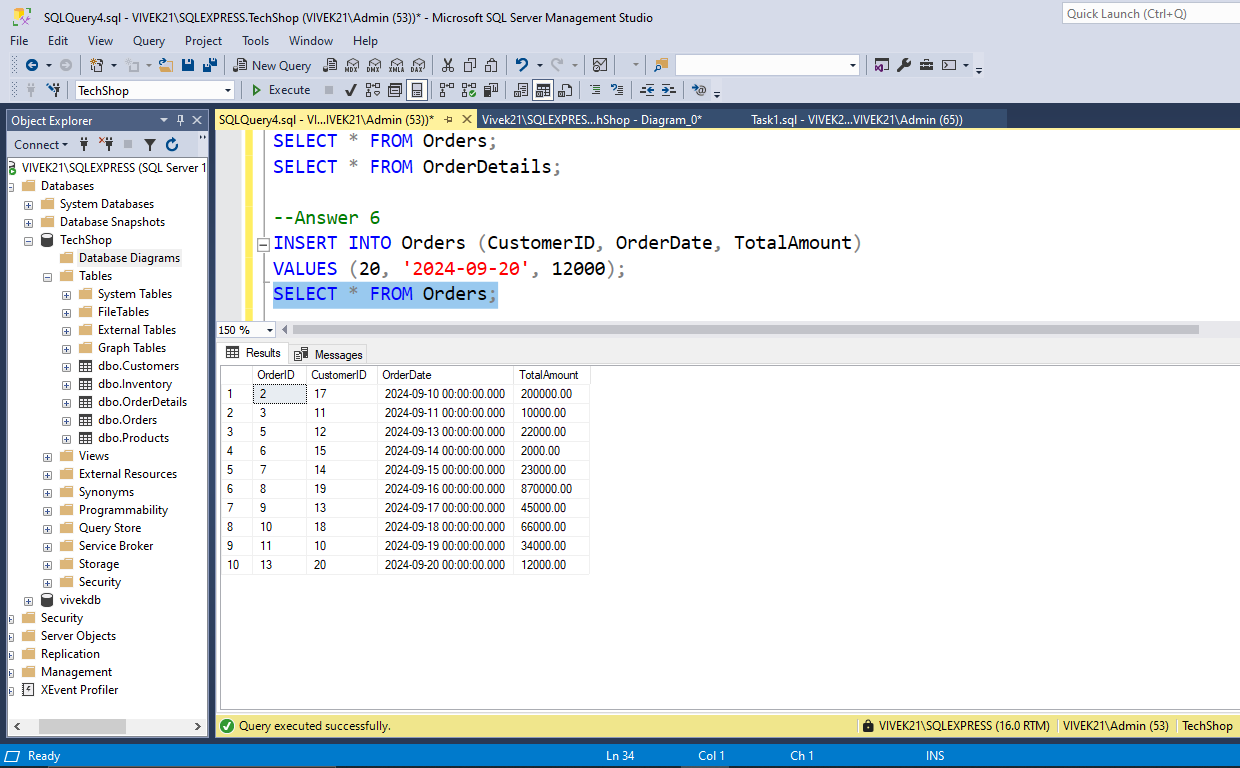 SQLQuery4.sql - VIVEK21\SQLEXPRESS.TechShop (VIVEK21\Admin (53))* - Microsoft SQL Server Management Studio
Quick Launch (Ctrl+Q)
File Edit View Query Project Tools Window Help
New Query MDX DMX XMLA DAX
TechShop Execute
Object Explorer
Connect
VIVEK21\SQLEXPRESS (SQL Server 1
Databases
System Databases
Database Snapshots
TechShop
Database Diagrams
Tables
System Tables
FileTables
External Tables
Graph Tables
dbo.Customers
dbo.Inventory
dbo.OrderDetails
dbo.Orders
dbo.Products
Views
External Resources
Synonyms
Programmability
Query Store
Service Broker
Storage
Security
vivekdb
Security
Server Objects
Replication
Management
XEvent Profiler
SQLQuery4.sql - VI...IVEK21\Admin (53))* Vivek21\SQLEXPRES...hShop - Diagram_0* Task1.sql - VIVEK2...VIVEK21\Admin (65))
SELECT * FROM Orders;
SELECT * FROM OrderDetails;
--Answer 6
INSERT INTO Orders (CustomerID, OrderDate, TotalAmount)
VALUES (20, '2024-09-20', 12000);
SELECT * FROM Orders;
150 %
Results Messages
OrderID CustomerID OrderDate TotalAmount
1 2 17 2024-09-10 00:00:00.000 200000.00
2 3 11 2024-09-11 00:00:00.000 10000.00
3 5 12 2024-09-13 00:00:00.000 22000.00
4 6 15 2024-09-14 00:00:00.000 2000.00
5 7 14 2024-09-15 00:00:00.000 23000.00
6 8 19 2024-09-16 00:00:00.000 870000.00
7 9 13 2024-09-17 00:00:00.000 45000.00
8 10 18 2024-09-18 00:00:00.000 66000.00
9 11 10 2024-09-19 00:00:00.000 34000.00
10 13 20 2024-09-20 00:00:00.000 12000.00
Query executed successfully. VIVEK21\SQLEXPRESS (16.0 RTM) VIVEK21\Admin (53) TechShop
Ready Ln 34 Col 1 Ch 1 INS